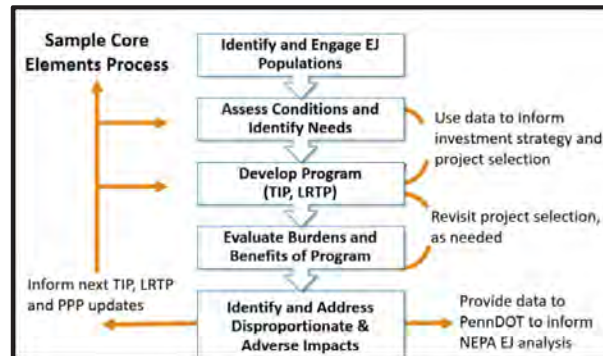 Sample Core
Elements Process
Identify and Engage EJ
Populations
Assess Conditions and
Identify Needs
Use data to inform
investment strategy and
project selection
Develop Program
(TIP, LRTP)
Revisit project selection,
as needed
Evaluate Burdens and
Benefits of Program
Inform next TIP, LRTP
and PPP updates
Identify and Address
Disproportionate &
Adverse Impacts
Provide data to
PennDOT to inform
NEPA EJ analysis